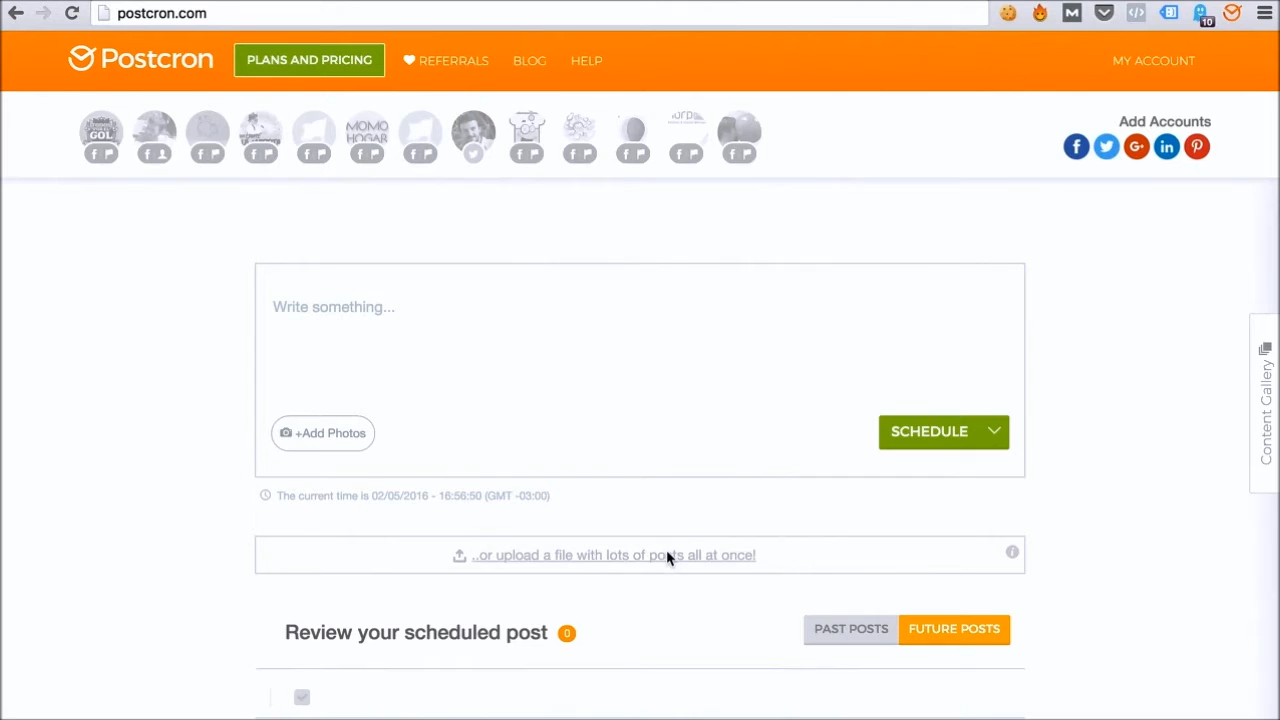 postcron.com
10
Postcron
PLANS AND PRICING
REFERRALS
BLOG
HELP
MY ACCOUNT
GOL
MOMO
HOGAR
Add Accounts
Write something...
+Add Photos
SCHEDULE
The current time is 02/05/2016 - 16:56:50 (GMT -03:00)
..or upload a file with lots of posts all at once!
Review your scheduled post 0
PAST POSTS
FUTURE POSTS
Content Gallery